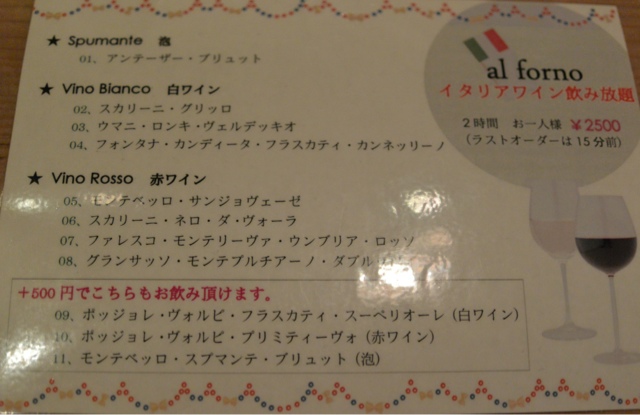 ★ Spumante 泡
01、アンテーザー・ブリュット
★ Vino Bianco 白ワイン
02、スカリーニ・グリッロ
03、ウマニ・ロンキ・ヴェルデッキオ
04、フォンタナ・カンディータ・フラスカティ・カンネッリーノ
★ Vino Rosso 赤ワイン
05、モンテベッロ・サンジョヴェーゼ
06、スカリーニ・ネロ・ダ・ヴォーラ
07、ファレスコ・モンテリーヴァ・ウンブリア・ロッソ
08、グランサッソ・モンテプルチアーノ・ダブル
al forno
イタリアワイン飲み放題
2時間 お一人様 ¥2500
（ラストオーダーは15分前）
+500円でこちらもお飲み頂けます。
09、ポッジョレ・ヴォルピ・フラスカティ・スーペリオーレ（白ワイン）
10、ポッジョレ・ヴォルピ・プリミティーヴォ（赤ワイン）
11、モンテベッロ・スプマンテ・ブリュット（泡）